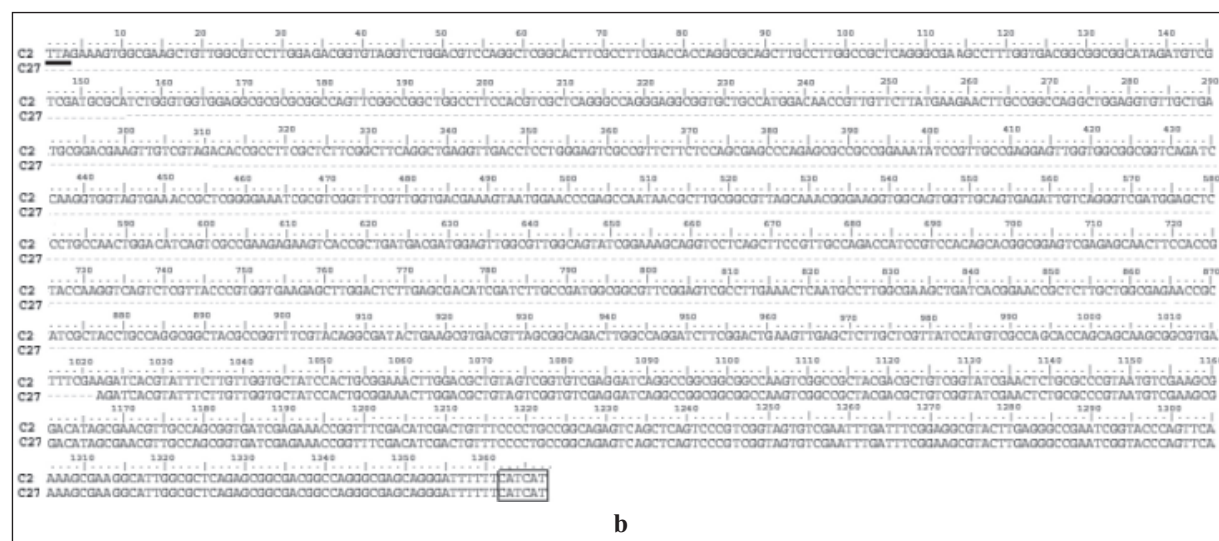 10 20 30 40 50 60 70 80 90 100 110 120 130 140
C2 TTAGAAAGTGGCGAAGCTGTTGGCGTCCTTGGAGACGGTGTAGGTCTGGACGTCCAGGCTCGGCACTTCGCCTTCGACCACCAGGCGCAGCTTGCCTTGGCCGCTCAGGGCGAAGCCTTTGGTGACGGCGGCGGCATAGATGTCG
C27
150 160 170 180 190 200 210 220 230 240 250 260 270 280 290
C2 TCGATGCGCATCTGGGTGGTGGAGGCGCGCGCGGCCAGTTCGGCCGGCTGGCCTTCCACGTCGCTCAGGGCCAGGGAGGCGGTGCTGCCATGGACAACCGTTGTTCTTATGAAGAACTTGCCGGCCAGGCTGGAGGTGTTGCTGA
C27
300 310 320 330 340 350 360 370 380 390 400 410 420 430
C2 TGCGGACGAAGTTGTCGTAGACACCGCCTTCGCTCTTCGGCTTCAGGCTGAGGTTGACCTCCTGGGAGTCGCCGTTCTTCTCCAGCGAGCCCAGAGCGCCGCCGGAAATATCCGTTGCCGAGGAGTTGGTGGCGGCGGTCAGATC
C27
440 450 460 470 480 490 500 510 520 530 540 550 560 570 580
C2 CAAGGTGGTAGTGAAACCGCTCGGGGAAATCGCGTCGGTTTCGTTGGTGACGAAAGTAATGGAACCCGAGCCAATAACGCTTGCGGCGTTAGCAAACGGGAAGGTGGCAGTGGTTGCAGTGAGATTGTCAGGGTCGATGGAGCTC
C27
590 600 610 620 630 640 650 660 670 680 690 700 710 720
C2 CCTGCCAACTGGACATCAGTCGCCGAAGAGAAGTCACCGCTGATGACGATGGAGTTGGCGTTGGCAGTATCGGAAAGCAGGTCCTCAGCTTCCGTTGCCAGACCATCCGTCCACAGCACGGCGGAGTCGAGAGCAACTTCCACCG
C27
730 740 750 760 770 780 790 800 810 820 830 840 850 860 870
C2 TACCAAGGTCAGTCTCGTTACCCGTGGTGAAGAGCTTGGACTCTTGAGCGACATCGATCTTGCCGATGGCGGCGTTCGGAGTCGCCTTGAAACTCAATGCCTTGGCGAAGCTGATCACGGAACCGCTCTTGCTGGCGAGAACCGC
C27
880 890 900 910 920 930 940 950 960 970 980 990 1000 1010
C2 ATCGCTACCTGCCAGGCGGCTACGCCGGTTTCGTACAGGCGATACTGAAGCGTGACGTTAGCGGCAGACTTGGCCAGGATCTTCGGACTGAAGTTGAGCTCTTGCTCGTTATCCATGTCGCCAGCACCAGCAGCAAGCGGCGTGA
C27
1020 1030 1040 1050 1060 1070 1080 1090 1100 1110 1120 1130 1140 1150 1160
C2 TTTCGAAGATCACGTATTTCTTGTTGGTGCTATCCACTGCGGAAACTTGGACGCTGTAGTCGGTGTCGAGGATCAGGCCGGCGGCGGCCAAGTCGGCCGCTACGACGCTGTCGGTATCGAACTCTGCGCCCGTAATGTCGAAGCG
C27 AGATCACGTATTTCTTGTTGGTGCTATCCACTGCGGAAACTTGGACGCTGTAGTCGGTGTCGAGGATCAGGCCGGCGGCGGCCAAGTCGGCCGCTACGACGCTGTCGGTATCGAACTCTGCGCCCGTAATGTCGAAGCG
1170 1180 1190 1200 1210 1220 1230 1240 1250 1260 1270 1280 1290 1300
C2 GACATAGCGAACGTTGCCAGCGGTGATCGAGAAACCGGTTTCGACATCGACTGTTTCCCCTGCCGGCAGAGTCAGCTCAGTCCCGTCGGTAGTGTCGAATTTGATTTCGGAGGCGTACTTGAGGGCCGAATCGGTACCCAGTTCA
C27 GACATAGCGAACGTTGCCAGCGGTGATCGAGAAACCGGTTTCGACATCGACTGTTTCCCCTGCCGGCAGAGTCAGCTCAGTCCCGTCGGTAGTGTCGAATTTGATTTCGGAAGCGTACTTGAGGGCCGAATCGGTACCCAGTTCA
1310 1320 1330 1340 1350 1360
C2 AAAGCGAAGGCATTGGCGCTCAGAGCGGCGACGGCCAGGGCGAGCAGGGATTTTTTCATCAT
C27 AAAGCGAAGGCATTGGCGCTCAGAGCGGCGACGGCCAGGGCGAGCAGGGATTTTTTCATCAT
b